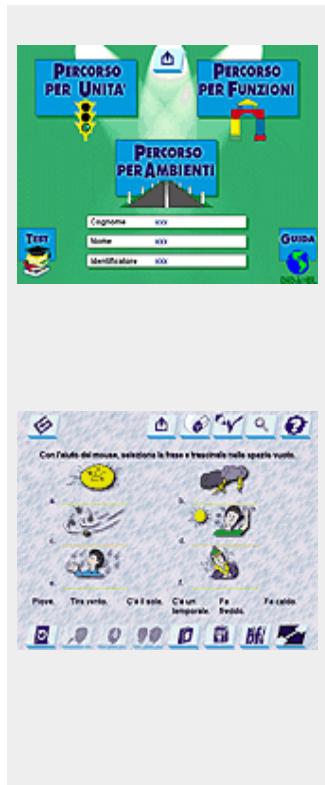 PERCORSO
PER UNITA'
PERCORSO
PER FUNZIONI
PERCORSO
PER AMBIENTI
Cognome xxx
Nome xxx
Identificatore xxx
TEST
GUIDA
Con l'aiuto del mouse, seleziona la frase e trascinala nello spazio vuoto.
a.
b.
c.
d.
e.
f.
Piove. Tira vento. C'è il sole. C'è un temporale. Fa freddo. Fa caldo.